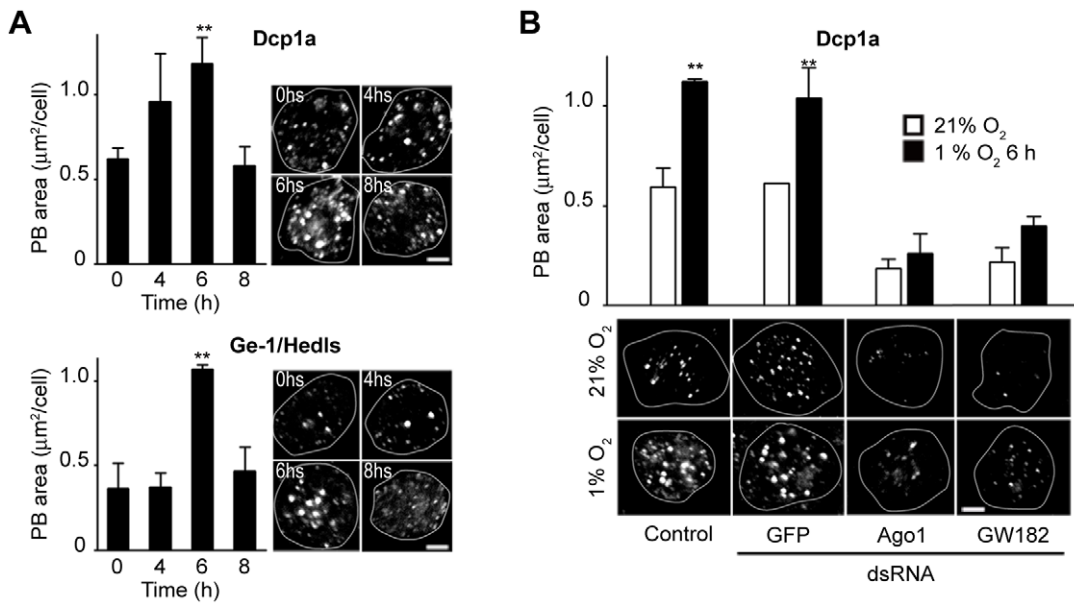 A
Dcp1a
**
PB area (μm²/cell)
1.0
0.5
0
0 4 6 8
Time (h)
0hs 4hs
6hs 8hs
Ge-1/Hedls
**
PB area (μm²/cell)
1.0
0.5
0
0 4 6 8
Time (h)
0hs 4hs
6hs 8hs
B
Dcp1a
** **
PB area (μm²/cell)
1.0
0.5
0
21% O₂
1 % O₂ 6 h
21% O₂
1% O₂
Control GFP Ago1 GW182
dsRNA